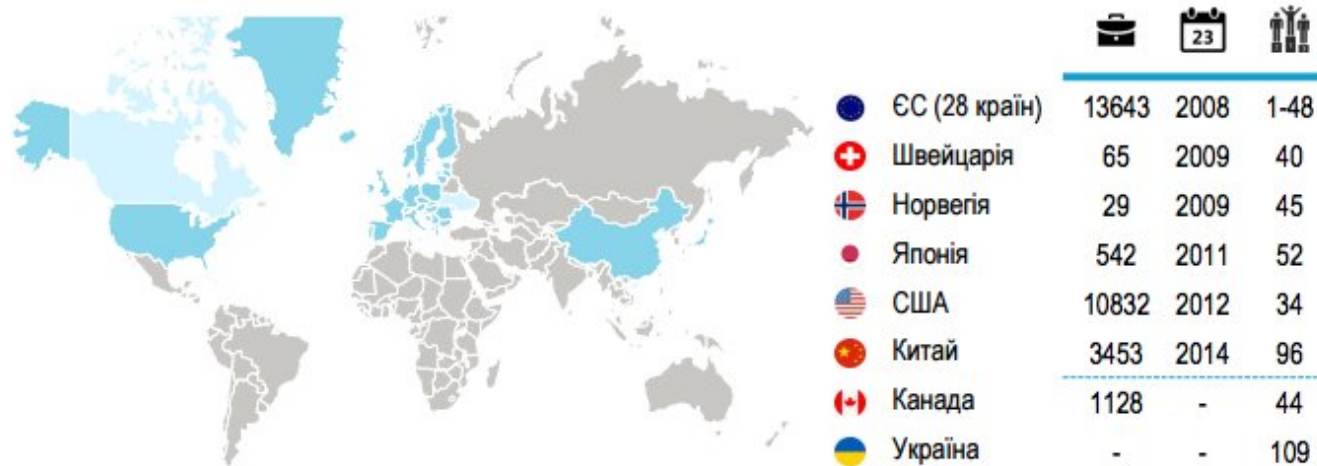 23
ЄС (28 країн) 13643 2008 1-48
Швейцарія 65 2009 40
Норвегія 29 2009 45
Японія 542 2011 52
США 10832 2012 34
Китай 3453 2014 96
Канада 1128 - 44
Україна - - 109